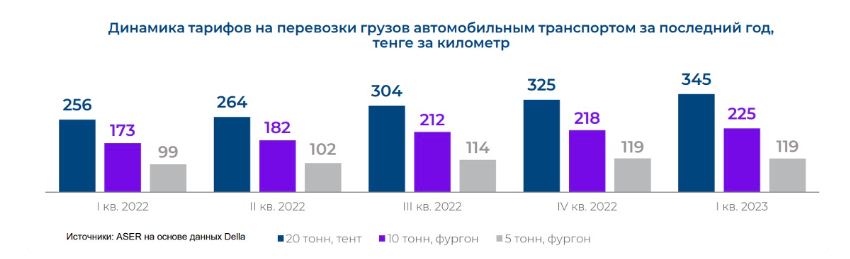 Динамика тарифов на перевозки грузов автомобильным транспортом за последний год,
тенге за километр
256 173 99 264 182 102 304 212 114 325 218 119 345 225 119
I кв. 2022 II кв. 2022 III кв. 2022 IV кв. 2022 I кв. 2023
Источники: ASER на основе данных Della 20 тонн, тент 10 тонн, фургон 5 тонн, фургон